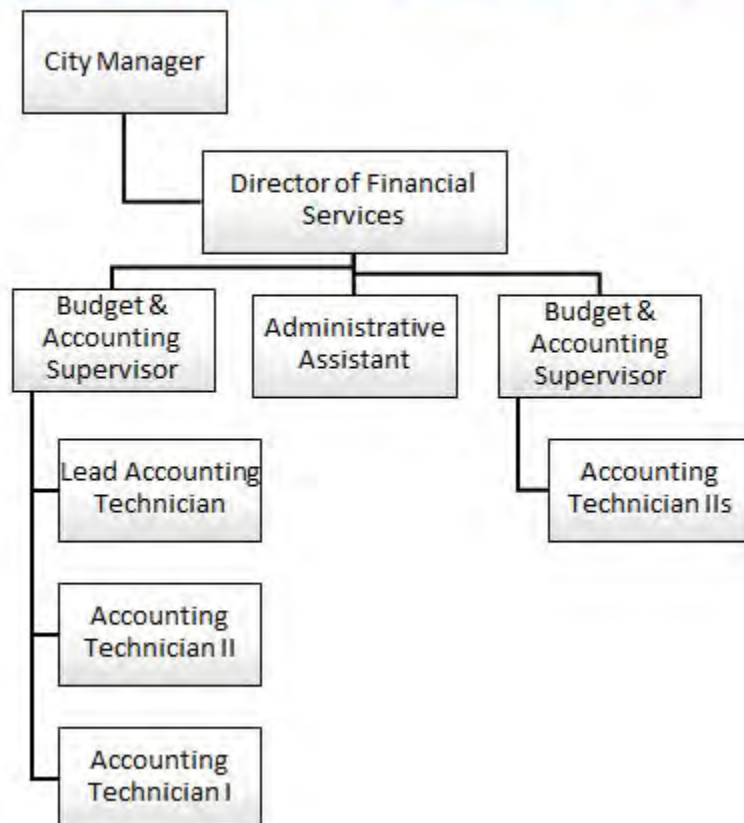 City Manager
Director of Financial
Services
Budget &
Accounting
Supervisor
Administrative
Assistant
Budget &
Accounting
Supervisor
Lead Accounting
Technician
Accounting
Technician IIs
Accounting
Technician II
Accounting
Technician I